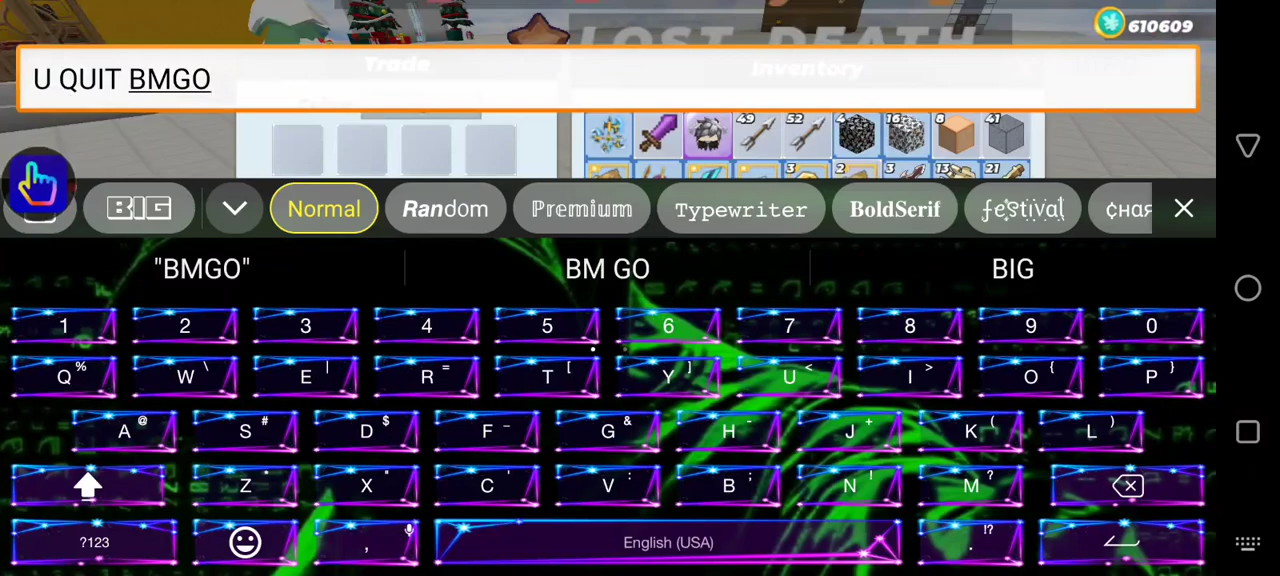 LOST DEATH
610609
Trade
Inventory
U QUIT BMGO
49 52 4 16 8 41
3 2 3 13 21
BIG
Normal
Random
Premium
Typewriter
BoldSerif
festival
"BMGO"
BM GO
BIG
1 2 3 4 5 6 7 8 9 0
Q % W \ E | R = T [ Y ] U < I > O { P }
A @ S # D $ F _ G & H - J + K ( L )
Z * X " C ' V : B ; N ! M ?
?123 , English (USA) . !?